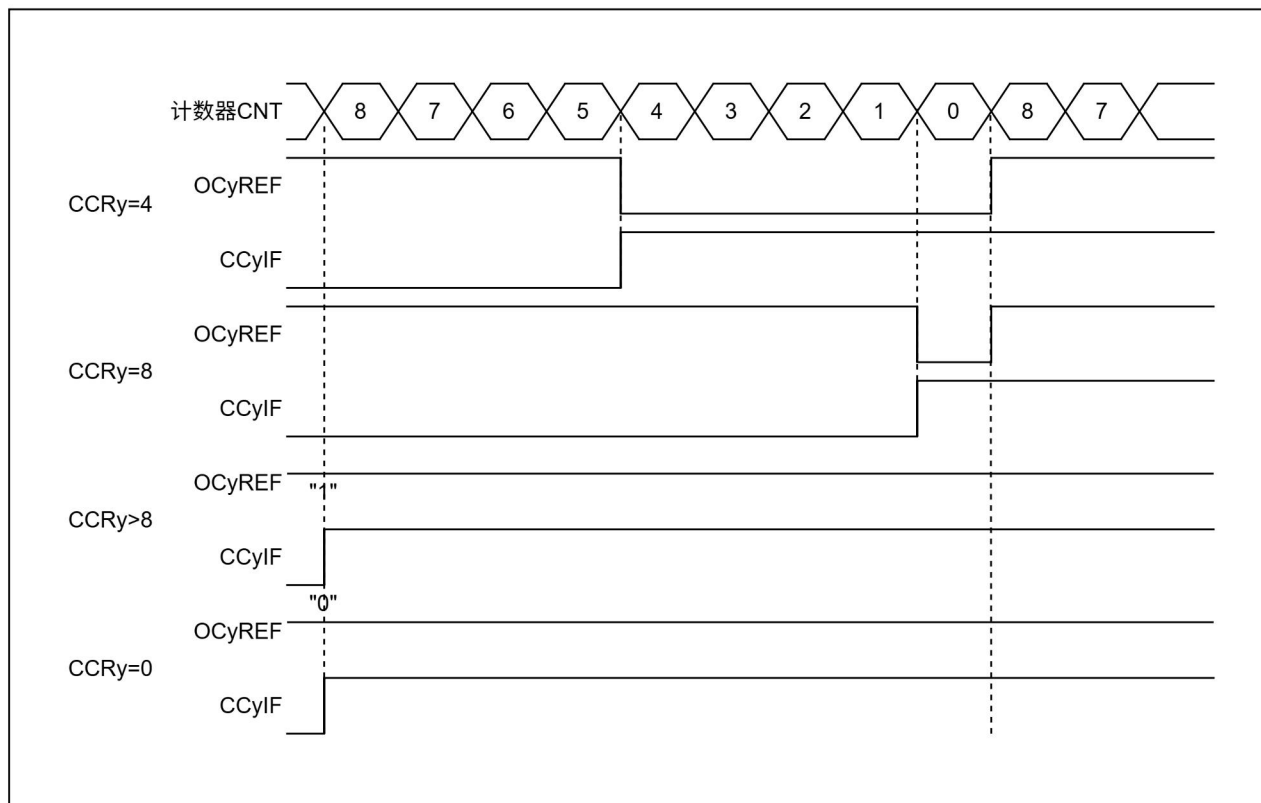 计数器CNT 8 7 6 5 4 3 2 1 0 8 7
OCyREF
CCRy=4
CCyIF
OCyREF
CCRy=8
CCyIF
OCyREF "1"
CCRy>8
CCyIF
"0"
OCyREF
CCRy=0
CCyIF